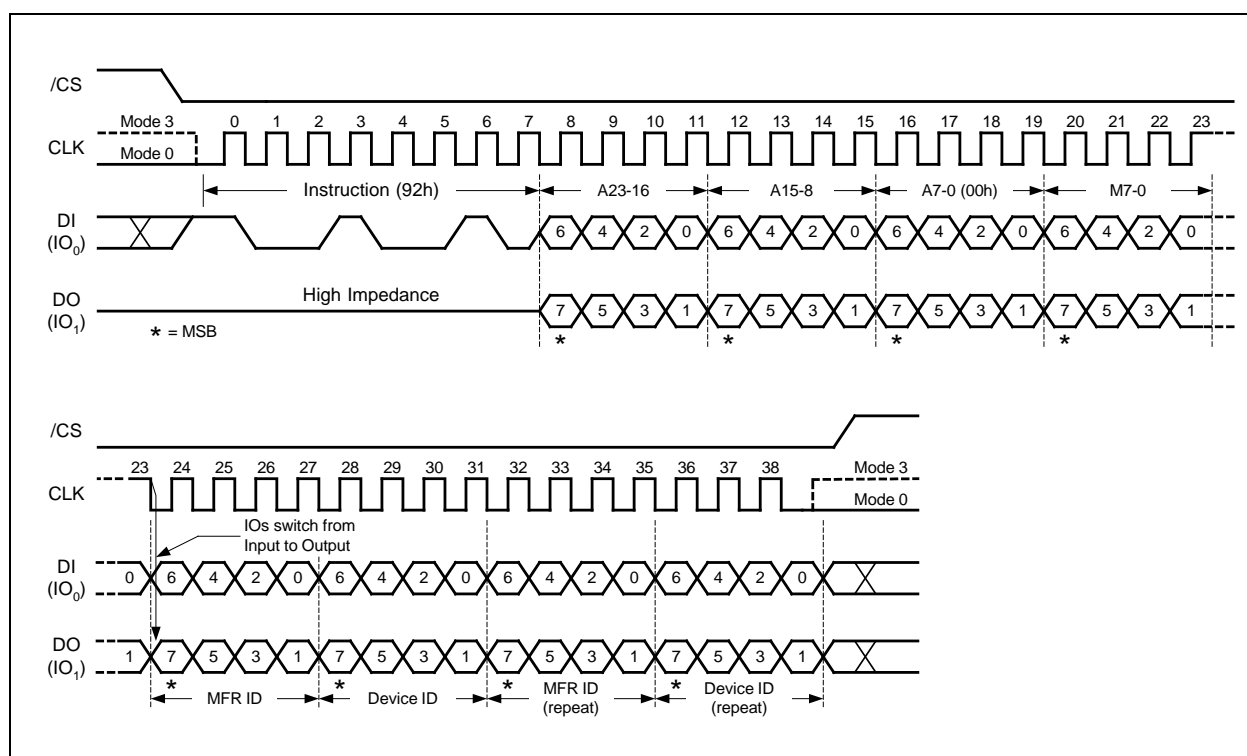 /CS
Mode 3 0 1 2 3 4 5 6 7 8 9 10 11 12 13 14 15 16 17 18 19 20 21 22 23
CLK
Mode 0
Instruction (92h) A23-16 A15-8 A7-0 (00h) M7-0
DI
(IO0)
6 4 2 0 6 4 2 0 6 4 2 0 6 4 2 0
High Impedance
DO
(IO1)
7 5 3 1 7 5 3 1 7 5 3 1 7 5 3 1
* = MSB * * * *
/CS
23 24 25 26 27 28 29 30 31 32 33 34 35 36 37 38 Mode 3
CLK
Mode 0
IOs switch from
Input to Output
DI
(IO0)
0 6 4 2 0 6 4 2 0 6 4 2 0 6 4 2 0
DO
(IO1)
1 7 5 3 1 7 5 3 1 7 5 3 1 7 5 3 1
* * * *
MFR ID Device ID MFR ID
(repeat) Device ID
(repeat)